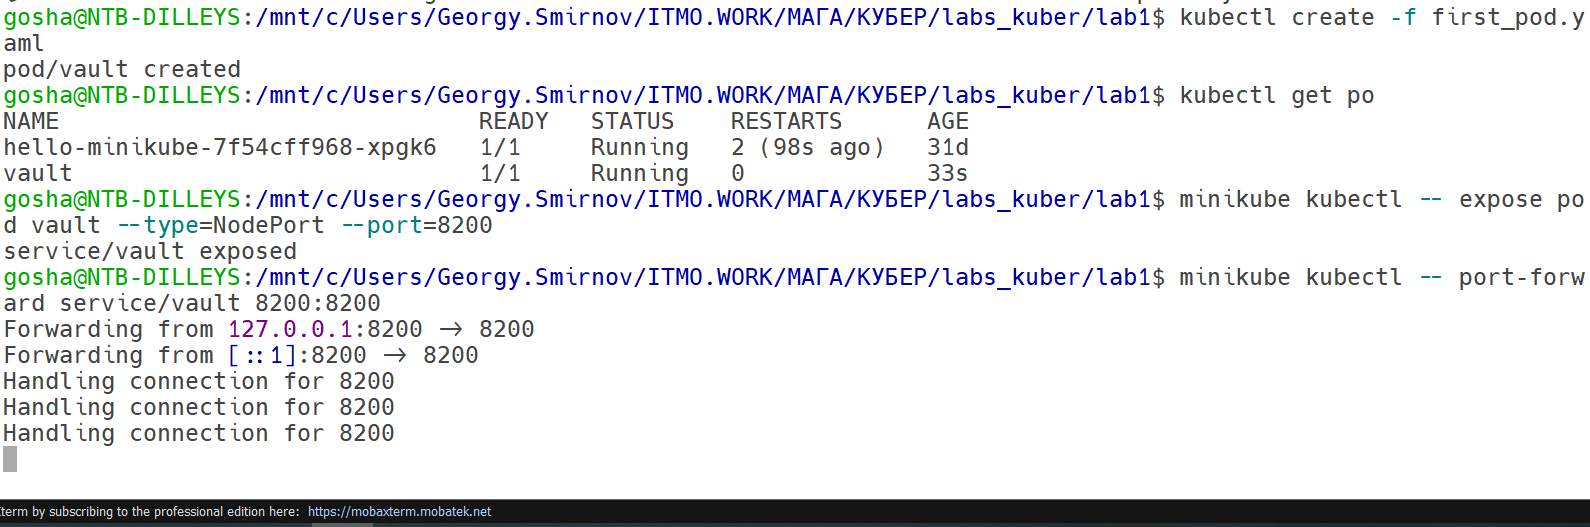 gosha@NTB-DILLEYS:/mnt/c/Users/Georgy.Smirnov/ITMO.WORK/МАГА/КУБЕР/labs_kuber/lab1$ kubectl create -f first_pod.y
aml
pod/vault created
gosha@NTB-DILLEYS:/mnt/c/Users/Georgy.Smirnov/ITMO.WORK/МАГА/КУБЕР/labs_kuber/lab1$ kubectl get po
NAME                              READY   STATUS    RESTARTS      AGE
hello-minikube-7f54cff968-xpgk6   1/1     Running   2 (98s ago)   31d
vault                             1/1     Running   0             33s
gosha@NTB-DILLEYS:/mnt/c/Users/Georgy.Smirnov/ITMO.WORK/МАГА/КУБЕР/labs_kuber/lab1$ minikube kubectl -- expose po
d vault --type=NodePort --port=8200
service/vault exposed
gosha@NTB-DILLEYS:/mnt/c/Users/Georgy.Smirnov/ITMO.WORK/МАГА/КУБЕР/labs_kuber/lab1$ minikube kubectl -- port-forw
ard service/vault 8200:8200
Forwarding from 127.0.0.1:8200 -> 8200
Forwarding from [::1]:8200 -> 8200
Handling connection for 8200
Handling connection for 8200
Handling connection for 8200
term by subscribing to the professional edition here: https://mobaxterm.mobatek.net